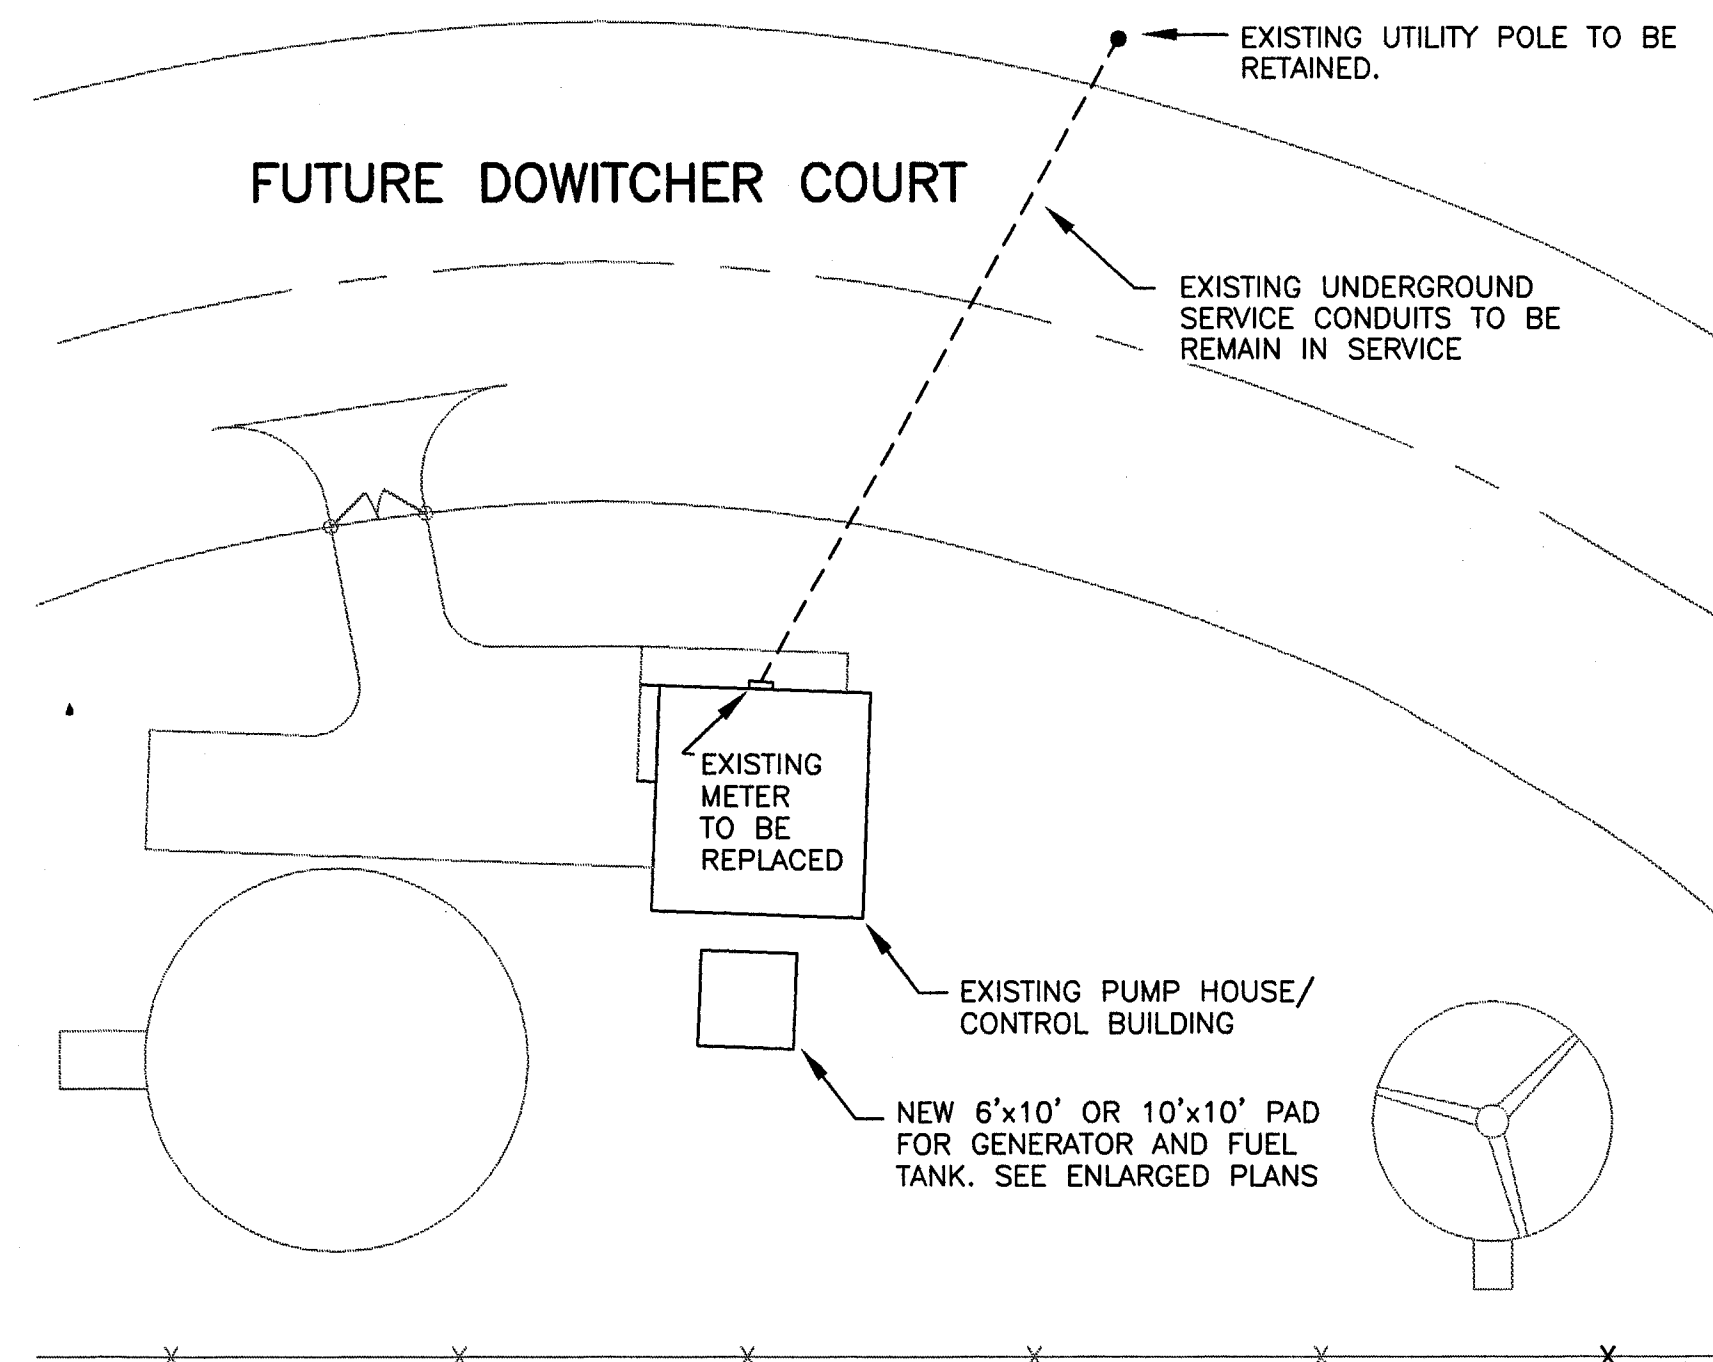 EXISTING UTILITY POLE TO BE
RETAINED.
FUTURE DOWITCHER COURT
EXISTING UNDERGROUND
SERVICE CONDUITS TO BE
REMAIN IN SERVICE
EXISTING
METER
TO BE
REPLACED
EXISTING PUMP HOUSE/
CONTROL BUILDING
NEW 6'x10' OR 10'x10' PAD
FOR GENERATOR AND FUEL
TANK. SEE ENLARGED PLANS